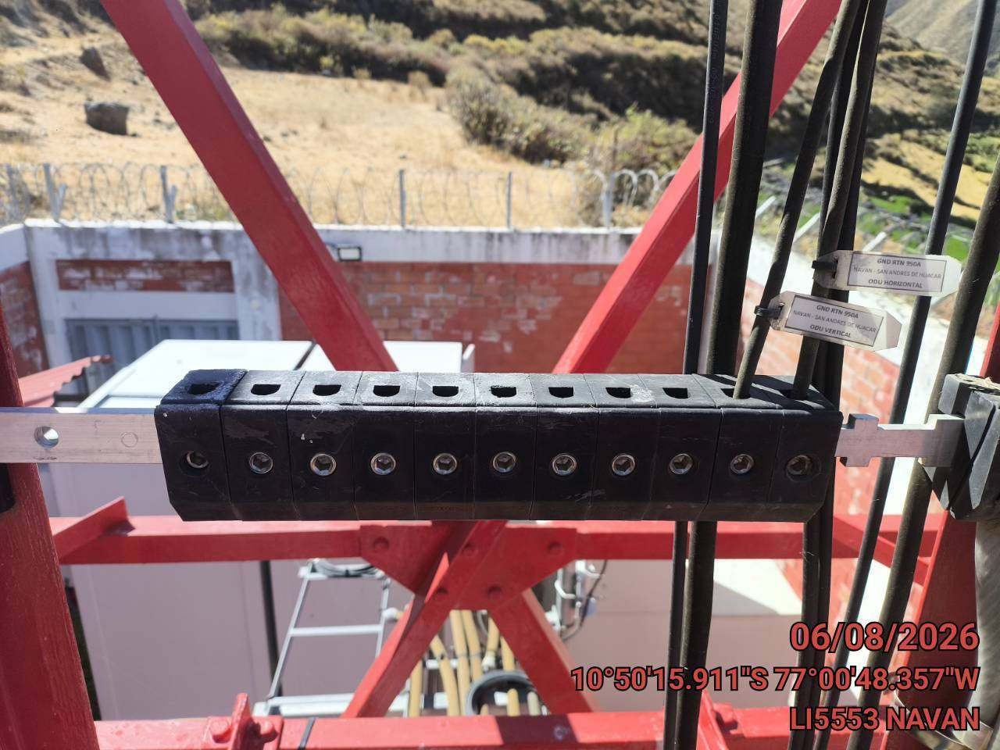 GND RTN 950A
NAVAN - SAN ANDRES DE HUACAR
ODU HORIZONTAL
GND RTN 950A
NAVAN - SAN ANDRES DE HUACAR
ODU VERTICAL
06/08/2026
10°50'15.911"S 77°00'48.357"W
LI5553 NAVAN